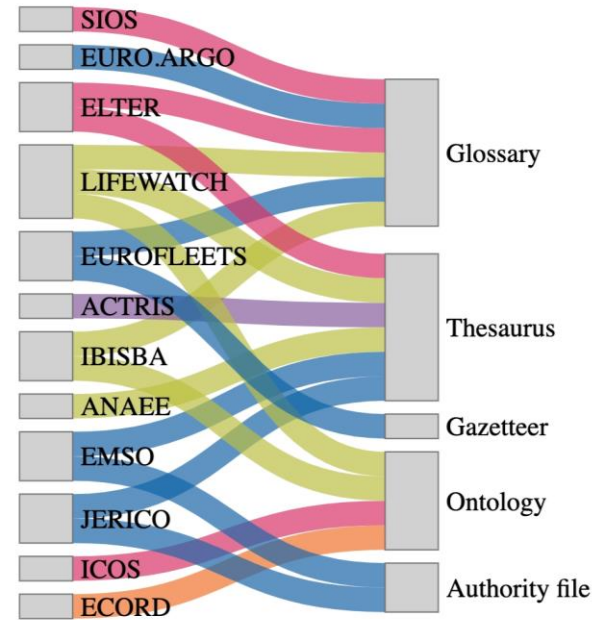 SIOS
EURO.ARGO
ELTER
LIFEWATCH
EUROFLEETS
ACTRIS
IBISBA
ANAEE
EMSO
JERICO
ICOS
ECORD
Glossary
Thesaurus
Gazetteer
Ontology
Authority file